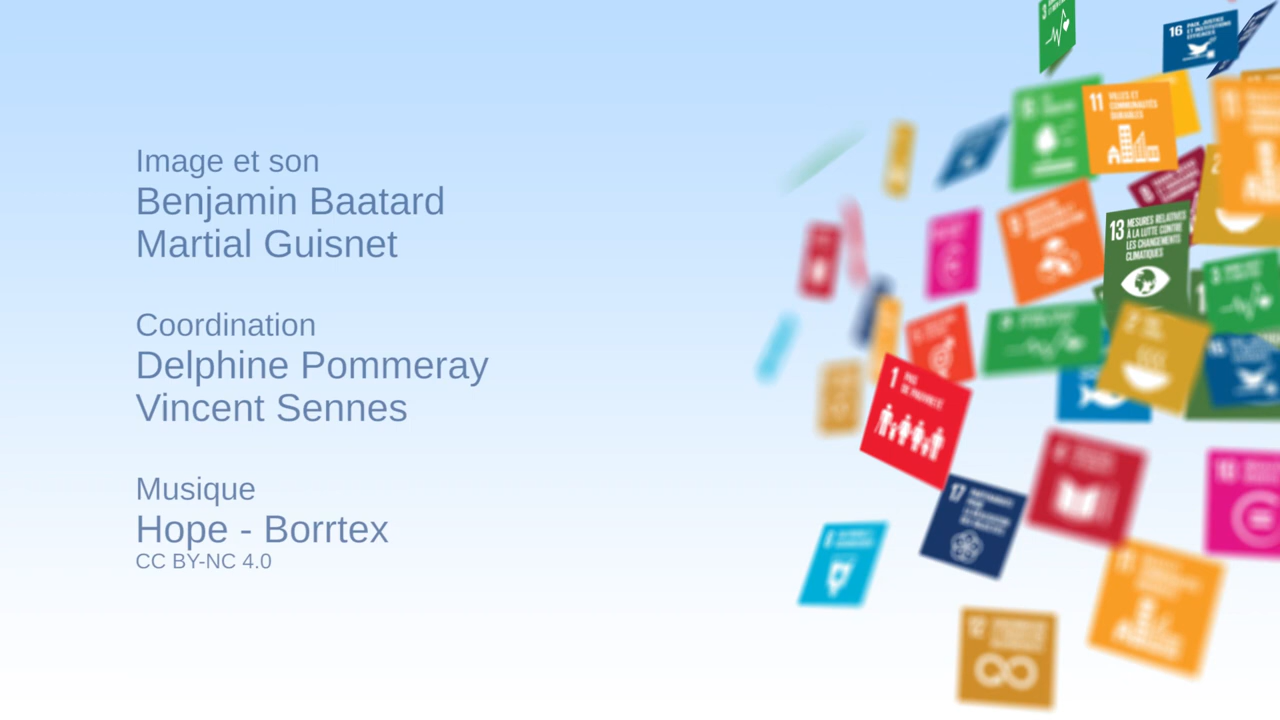 Image et son
Benjamin Baatard
Martial Guisnet
Coordination
Delphine Pommeray
Vincent Sennes
Musique
Hope - Borrtex
CC BY-NC 4.0
3
16 PAIX, JUSTICE
ET INSTITUTIONS
EFFICACES
11 VILLES ET
COMMUNAUTÉS
DURABLES
13 MESURES RELATIVES
À LA LUTTE CONTRE
LES CHANGEMENTS
CLIMATIQUES
1 PAS
DE PAUVRETÉ
17